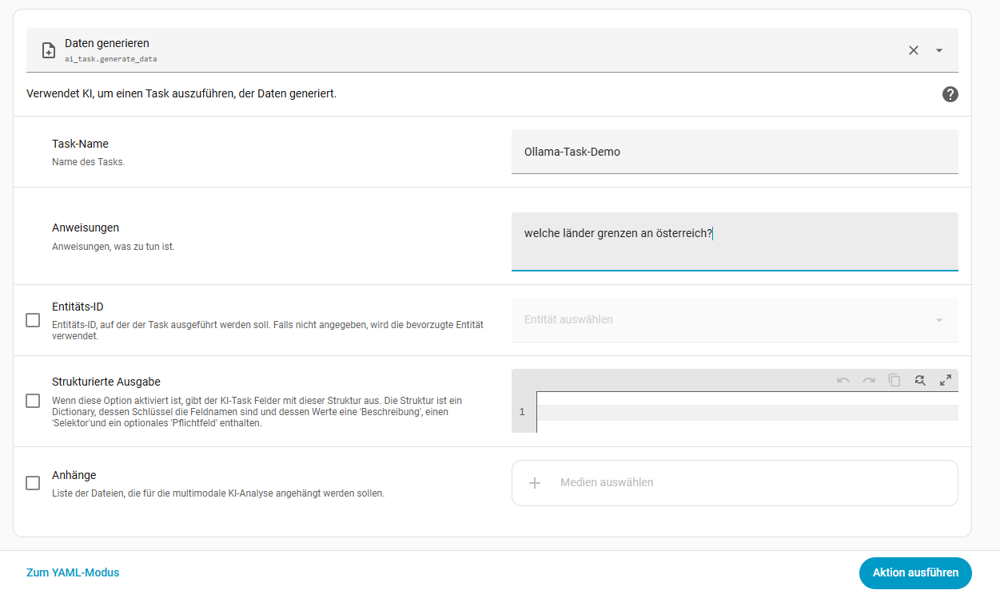 Daten generieren
ai_task.generate_data
Verwendet KI, um einen Task auszuführen, der Daten generiert.
Task-Name
Name des Tasks.
Ollama-Task-Demo
Anweisungen
Anweisungen, was zu tun ist.
welche länder grenzen an österreich?
Entitäts-ID
Entitäts-ID, auf der der Task ausgeführt werden soll. Falls nicht angegeben, wird die bevorzugte Entität
verwendet.
Entität auswählen
Strukturierte Ausgabe
Wenn diese Option aktiviert ist, gibt der KI-Task Felder mit dieser Struktur aus. Die Struktur ist ein
Dictionary, dessen Schlüssel die Feldnamen sind und dessen Werte eine 'Beschreibung', einen
'Selektor'und ein optionales 'Pflichtfeld' enthalten.
1
Anhänge
Liste der Dateien, die für die multimodale KI-Analyse angehängt werden sollen.
Medien auswählen
Zum YAML-Modus
Aktion ausführen